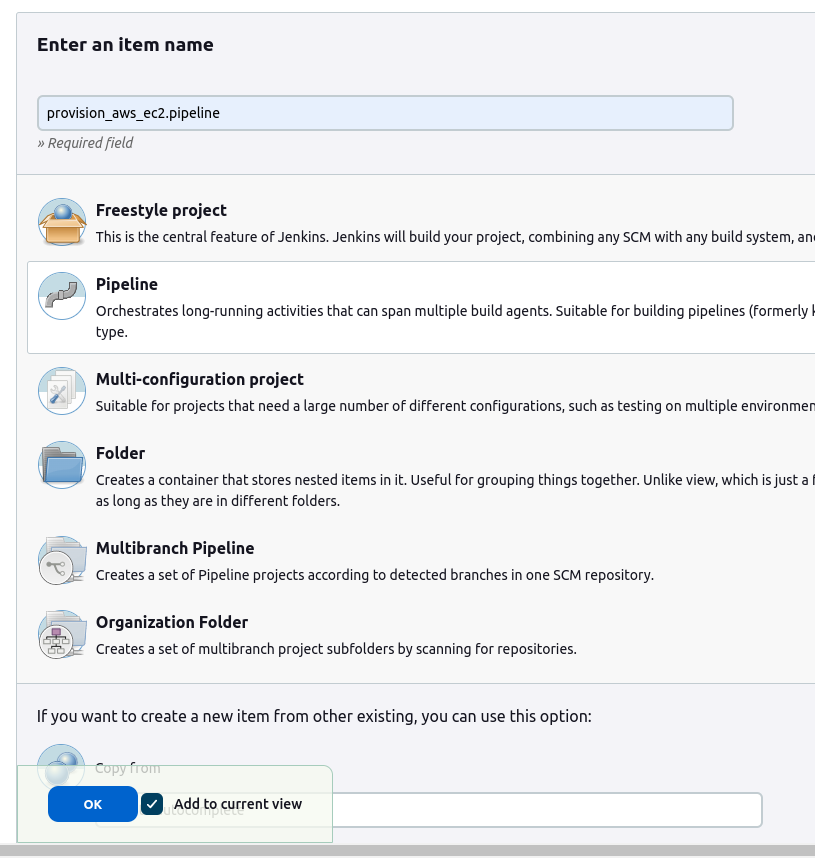 Enter an item name
provision_aws_ec2.pipeline
» Required field
Freestyle project
This is the central feature of Jenkins. Jenkins will build your project, combining any SCM with any build system, and
Pipeline
Orchestrates long-running activities that can span multiple build agents. Suitable for building pipelines (formerly k
type.
Multi-configuration project
Suitable for projects that need a large number of different configurations, such as testing on multiple environmen
Folder
Creates a container that stores nested items in it. Useful for grouping things together. Unlike view, which is just a f
as long as they are in different folders.
Multibranch Pipeline
Creates a set of Pipeline projects according to detected branches in one SCM repository.
Organization Folder
Creates a set of multibranch project subfolders by scanning for repositories.
If you want to create a new item from other existing, you can use this option:
Copy from
OK Add to current view
autocomplete